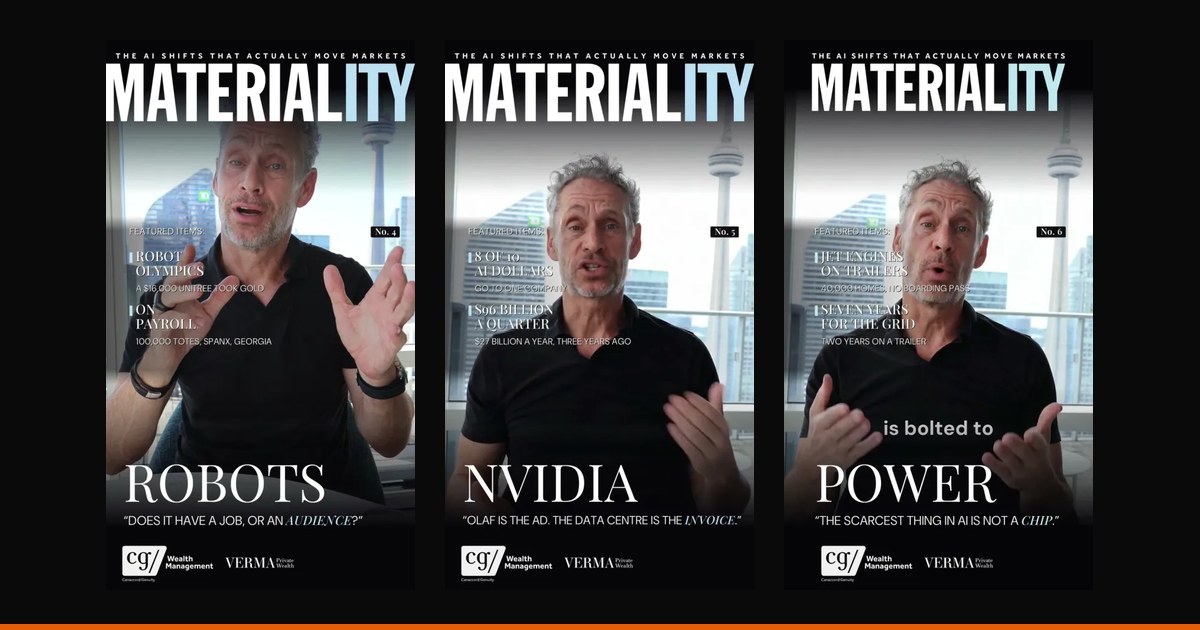 THE AI SHIFTS THAT ACTUALLY MOVE MARKETS
MATERIALITY
FEATURED ITEMS:
No. 4
ROBOT
OLYMPICS
A $16,000 UNITREE TOOK GOLD
ON
PAYROLL
100,000 TOTES, SPANX, GEORGIA
ROBOTS
“DOES IT HAVE A JOB, OR AN AUDIENCE?”
cg/ Wealth
Management
Canaccord Genuity
VERMA Private
Wealth
THE AI SHIFTS THAT ACTUALLY MOVE MARKETS
MATERIALITY
FEATURED ITEMS:
No. 5
8 OF 10
AI DOLLARS
GO TO ONE COMPANY
$96 BILLION
A QUARTER
$27 BILLION A YEAR, THREE YEARS AGO
NVIDIA
“OLAF IS THE AD. THE DATA CENTRE IS THE INVOICE.”
cg/ Wealth
Management
Canaccord Genuity
VERMA Private
Wealth
THE AI SHIFTS THAT ACTUALLY MOVE MARKETS
MATERIALITY
FEATURED ITEMS:
No. 6
JET ENGINES
ON TRAILERS
40,000 HOMES, NO BOARDING PASS
SEVEN YEARS
FOR THE GRID
TWO YEARS ON A TRAILER
is bolted to
POWER
“THE SCARCEST THING IN AI IS NOT A CHIP.”
cg/ Wealth
Management
Canaccord Genuity
VERMA Private
Wealth